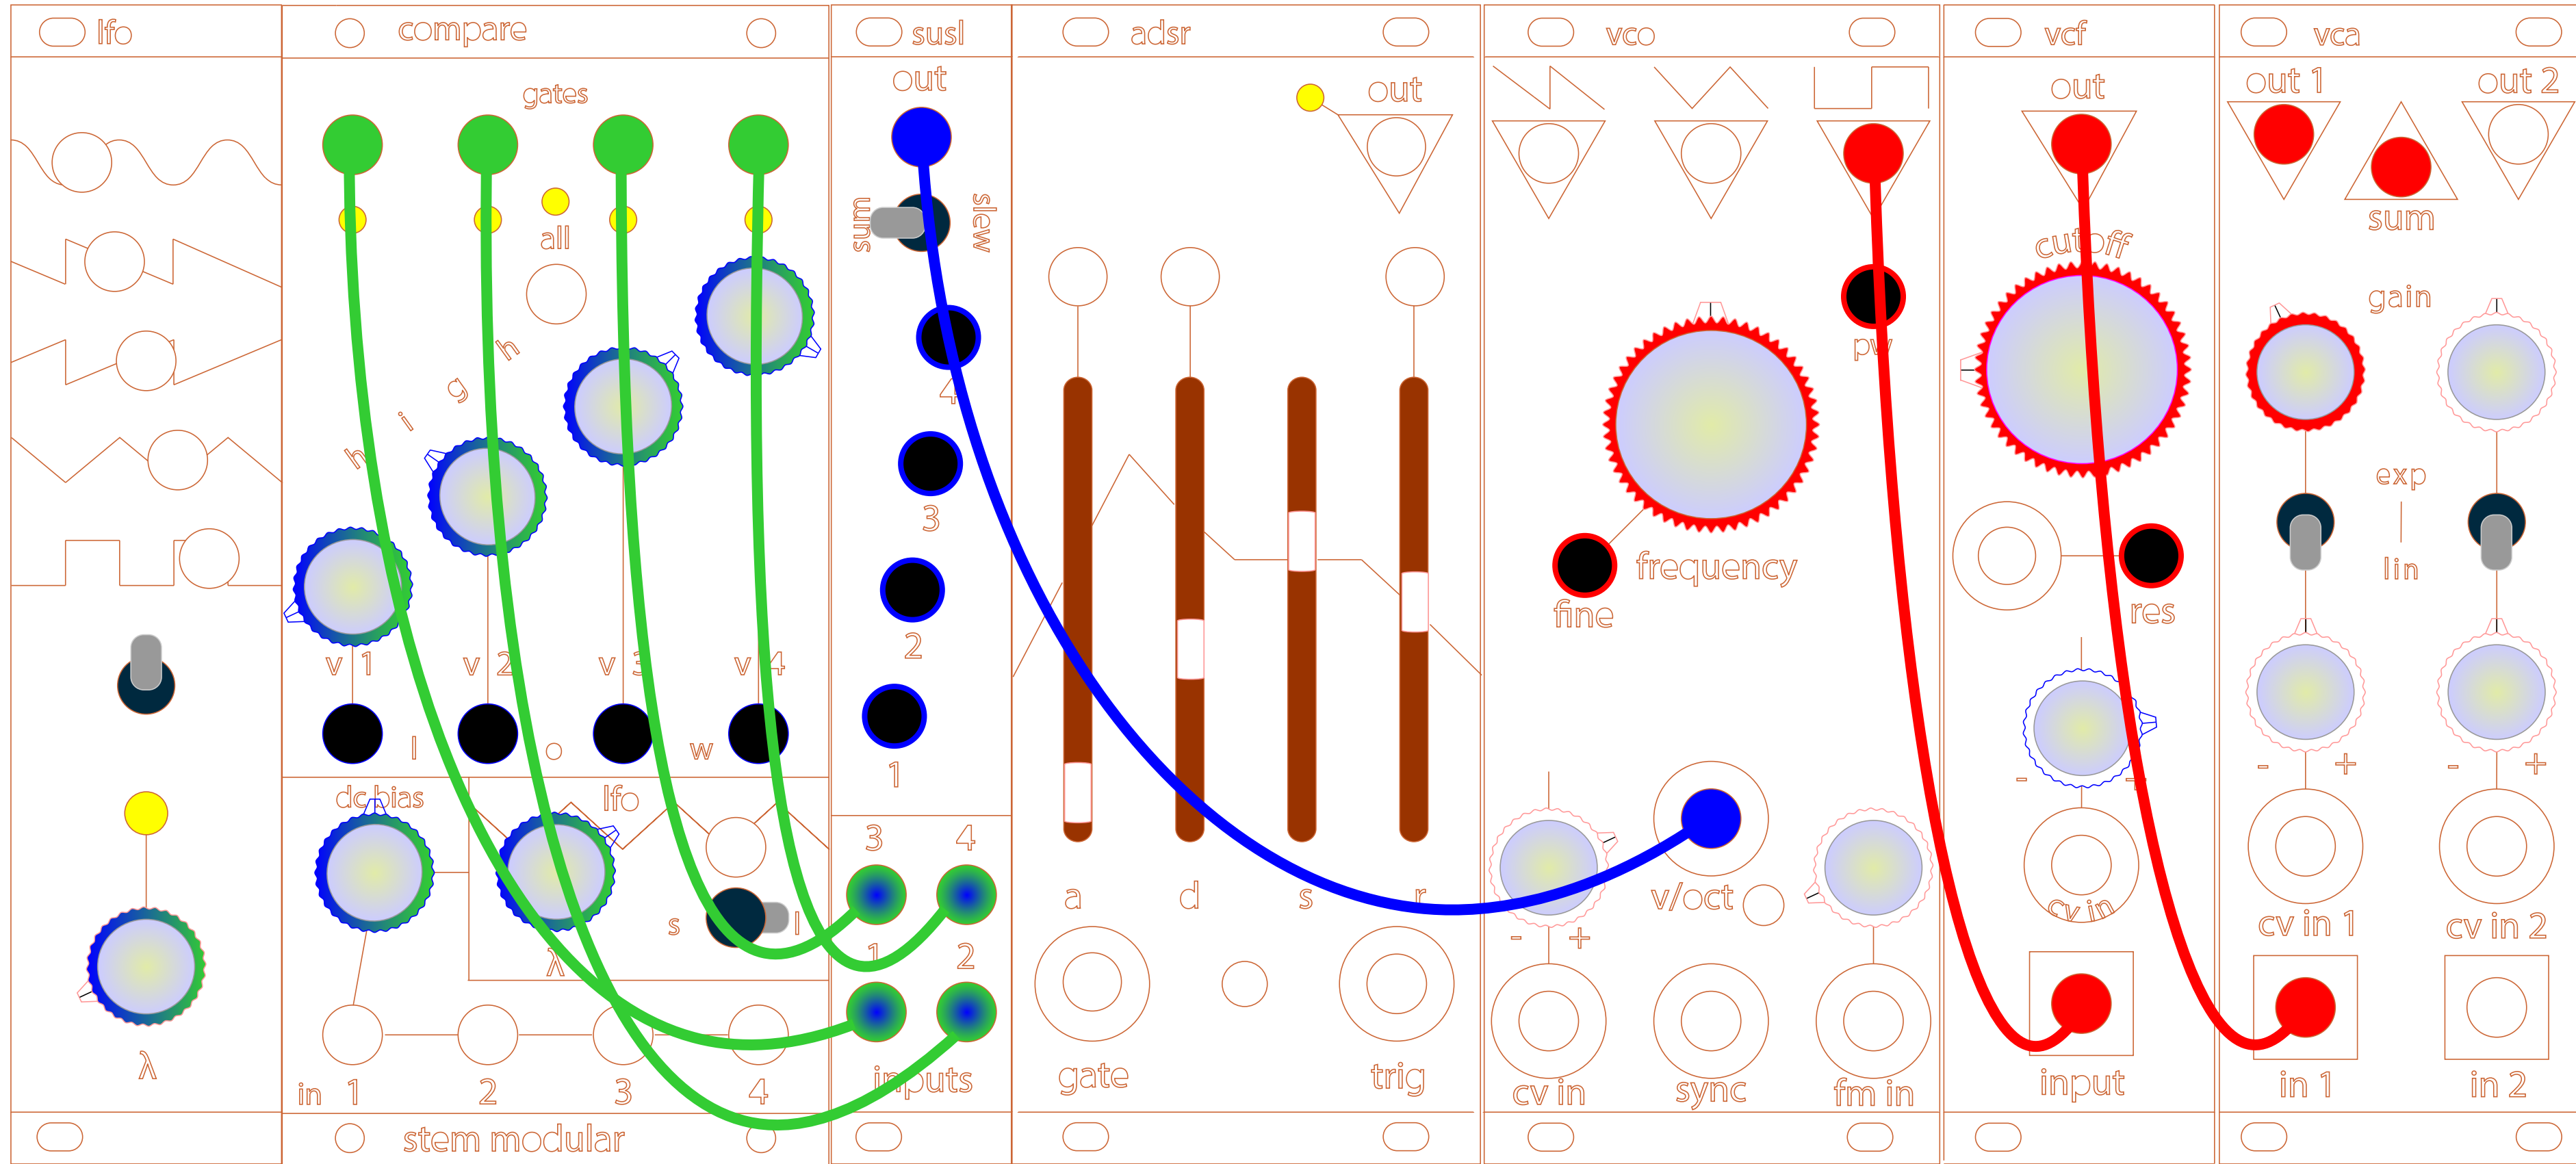 lfo
λ
compare
gates
all
high
v 1 v 2 v 3 v 4
low
dc bias
lfo
s l
λ
in 1 2 3 4
stem modular
susl
out
sum slew
4
3
2
1
3 4
1 2
inputs
adsr
out
a d s r
gate trig
vco
pw
frequency
fine
v/oct
- +
cv in sync fm in
vcf
out
cutoff
res
- +
cv in
input
vca
out 1 out 2
sum
gain
exp
lin
- + - +
cv in 1 cv in 2
in 1 in 2